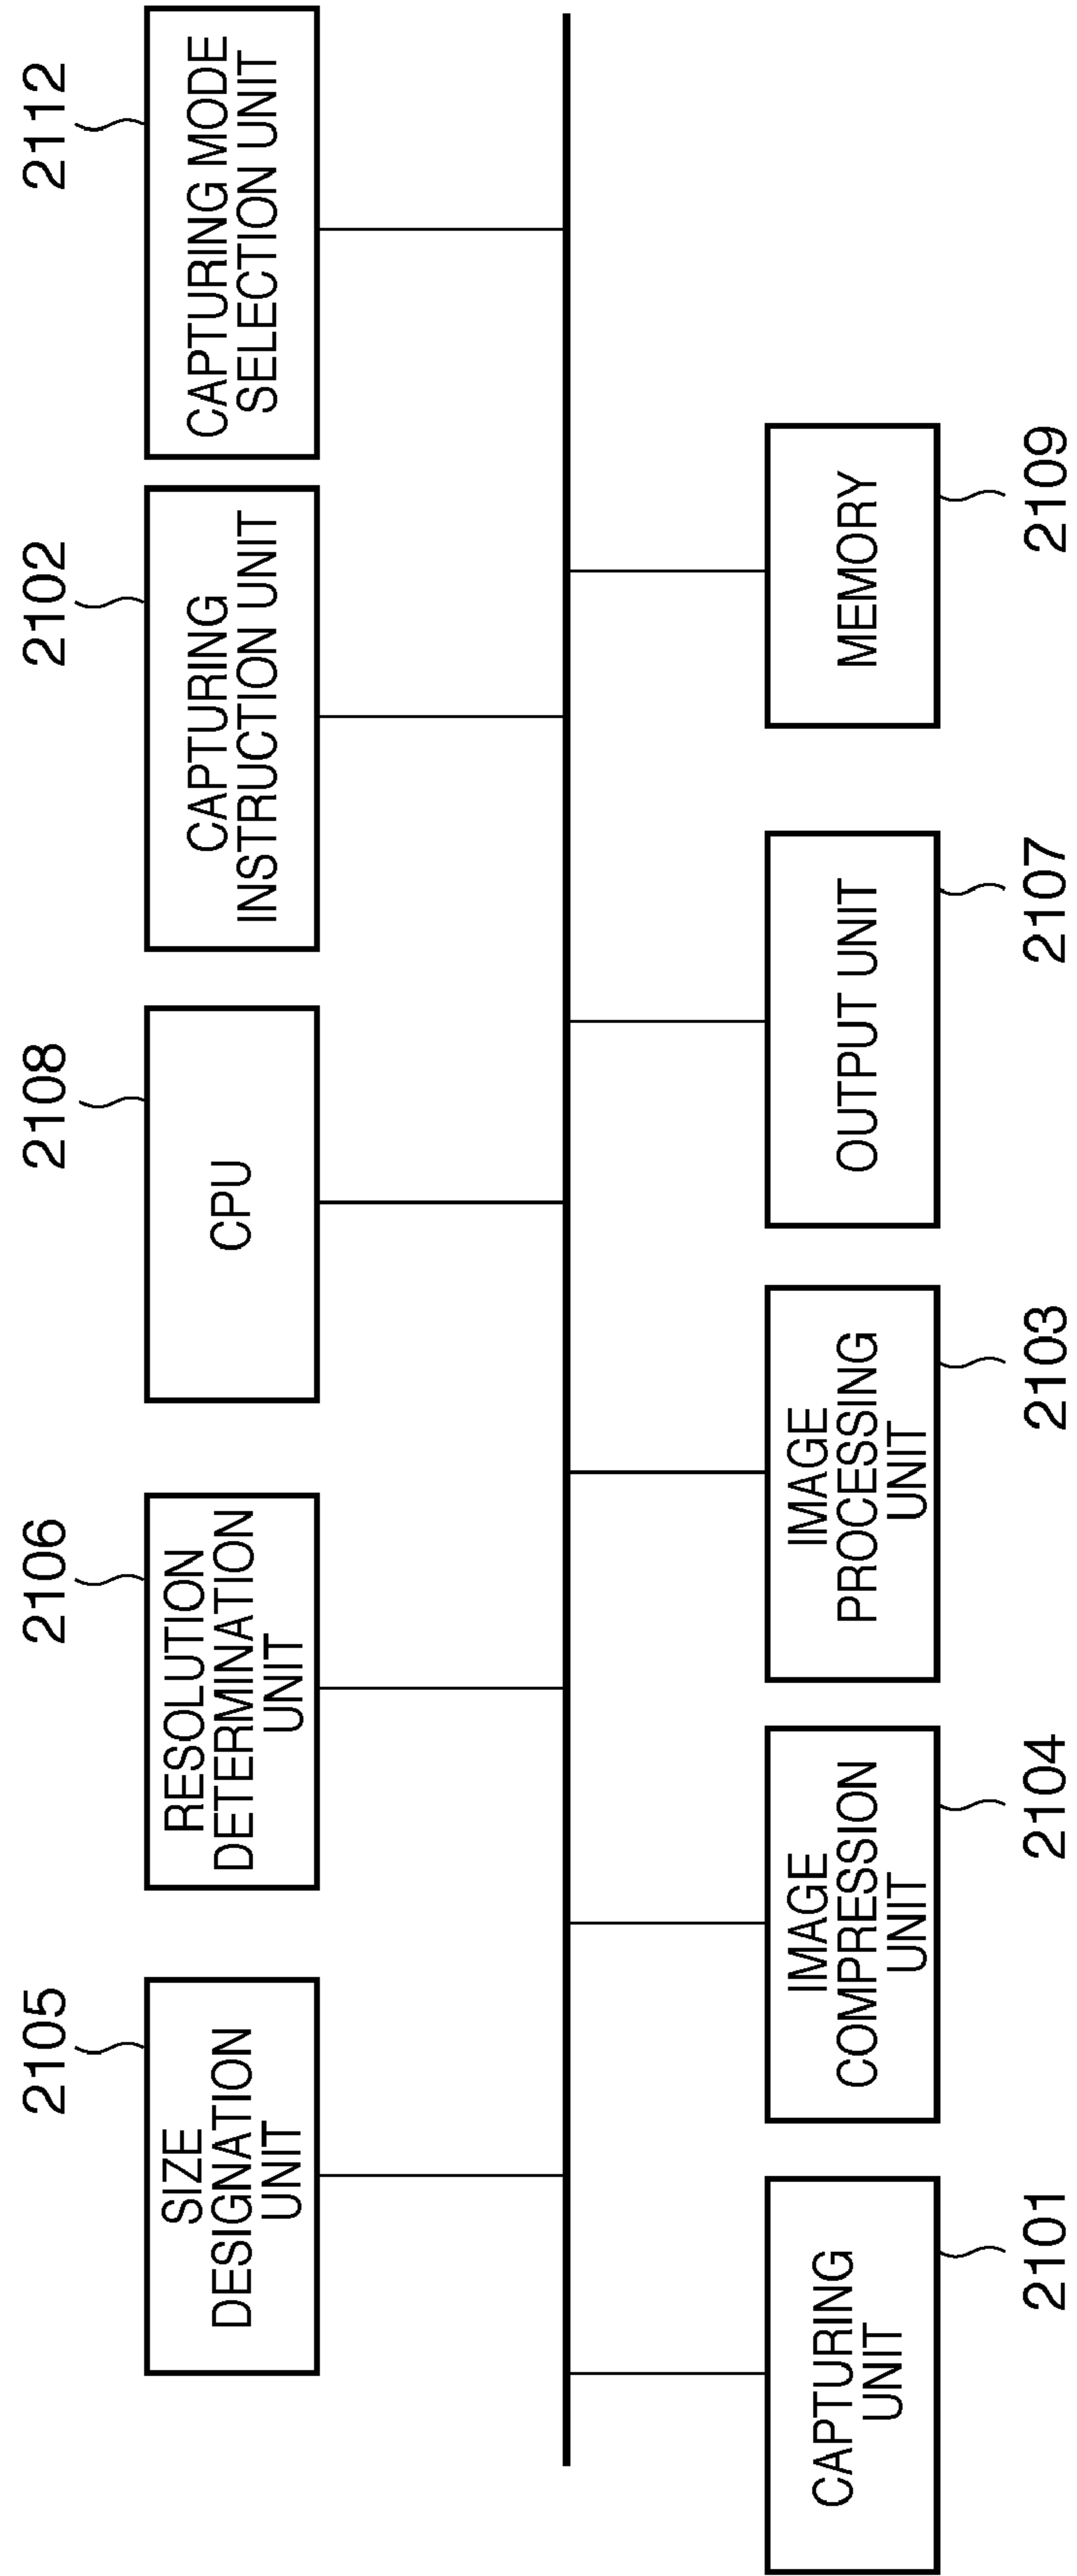 2105
SIZE
DESIGNATION
UNIT
2106
RESOLUTION
DETERMINATION
UNIT
2108
CPU
2102
CAPTURING
INSTRUCTION UNIT
2112
CAPTURING MODE
SELECTION UNIT
CAPTURING
UNIT
2101
IMAGE
COMPRESSION
UNIT
2104
IMAGE
PROCESSING
UNIT
2103
OUTPUT UNIT
2107
MEMORY
2109